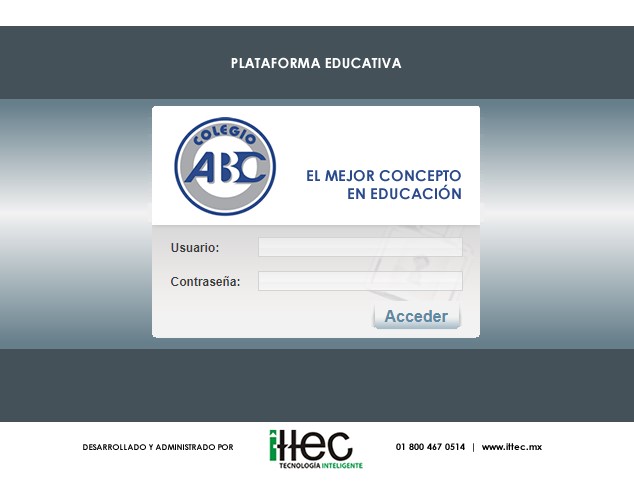 PLATAFORMA EDUCATIVA
COLEGIO
ABC
EL MEJOR CONCEPTO
EN EDUCACIÓN
Usuario:
Contraseña:
Acceder
DESARROLLADO Y ADMINISTRADO POR
ittec
TECNOLOGÍA INTELIGENTE
01 800 467 0514 | www.ittec.mx